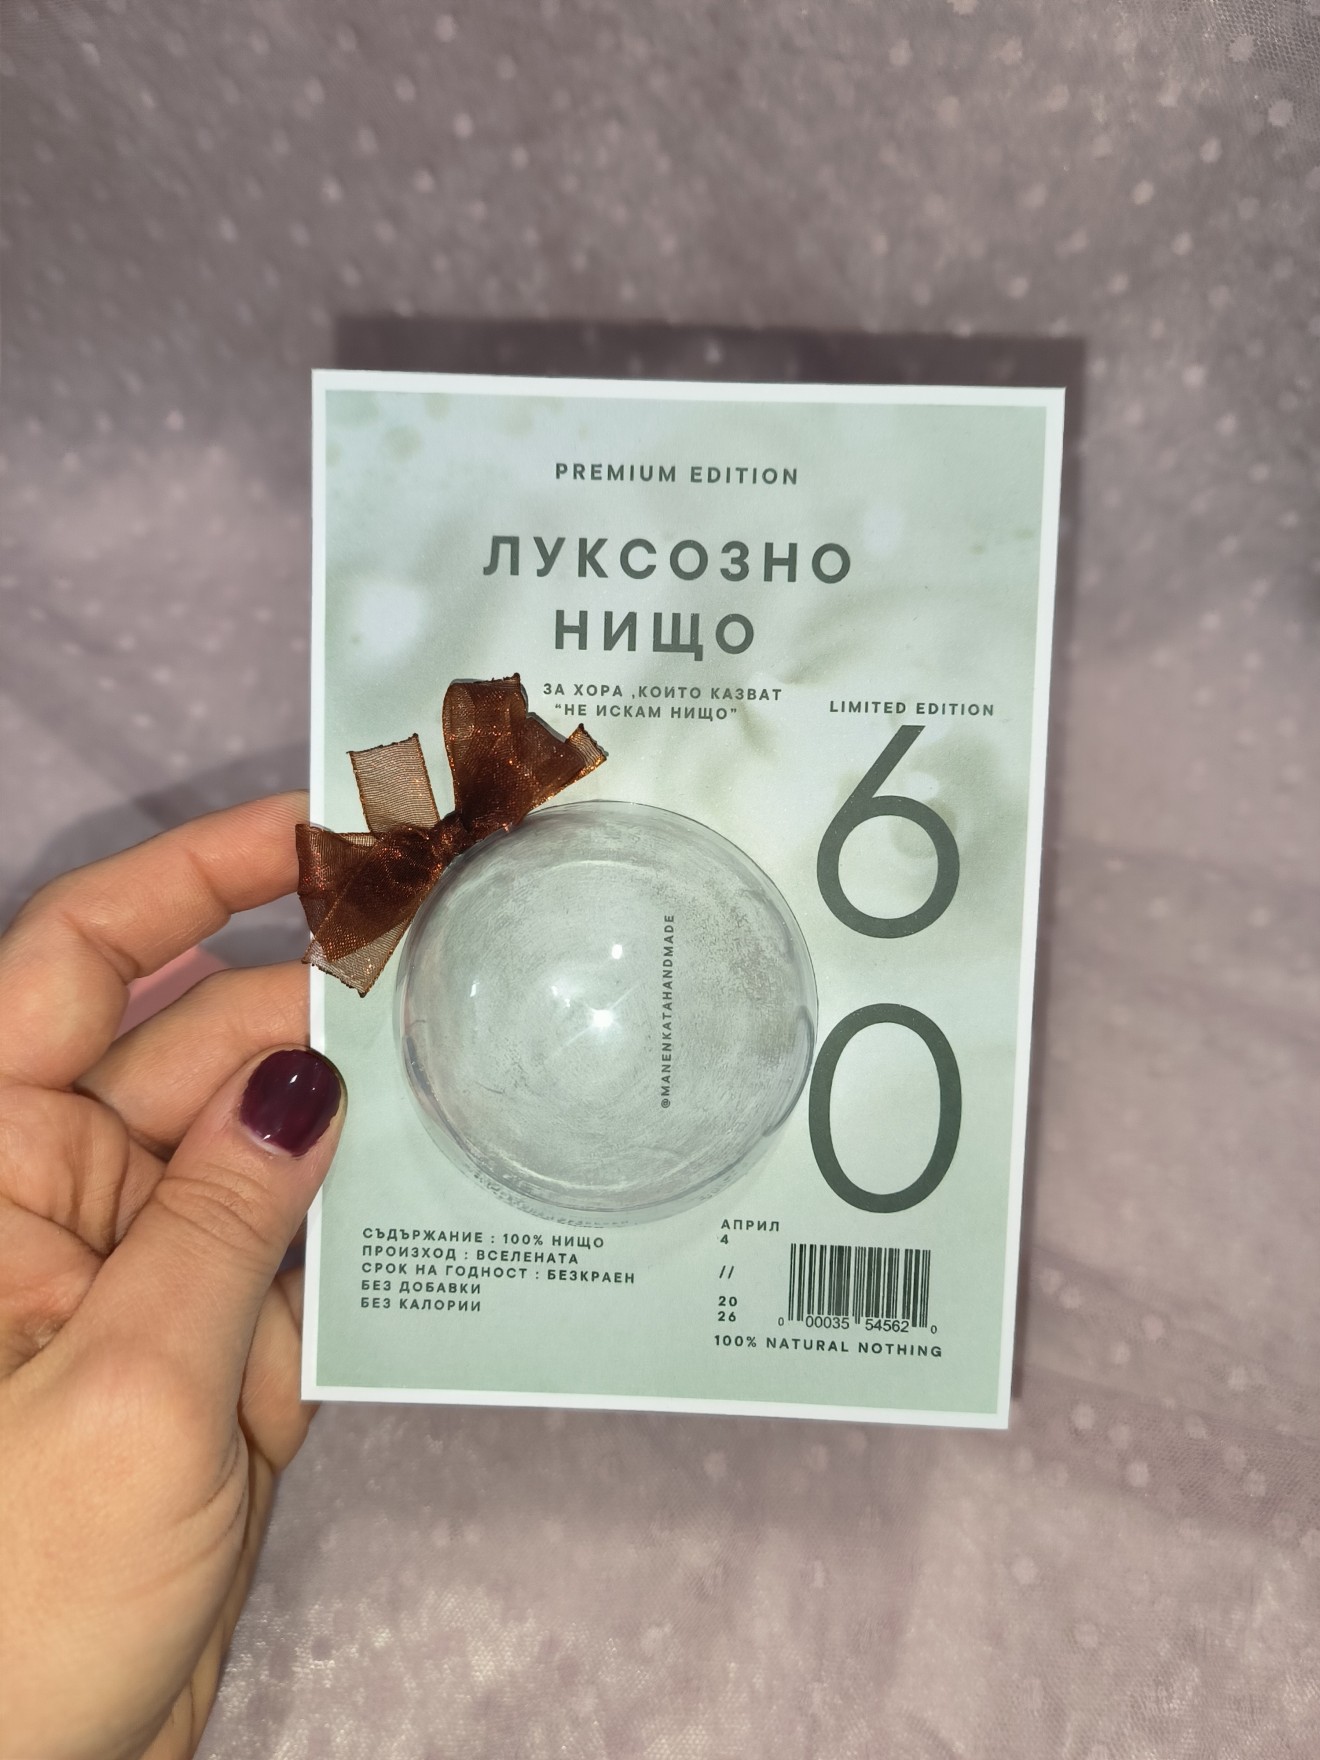 PREMIUM EDITION
ЛУКСОЗНО
НИЩО
ЗА ХОРА ,КОИТО КАЗВАТ
"НЕ ИСКАМ НИЩО"
LIMITED EDITION
60
@MANENKATAHANDMADE
СЪДЪРЖАНИЕ : 100% НИЩО
ПРОИЗХОД : ВСЕЛЕНАТА
СРОК НА ГОДНОСТ : БЕЗКРАЕН
БЕЗ ДОБАВКИ
БЕЗ КАЛОРИИ
АПРИЛ
4
//
20
26
0 00035 54562 0
100% NATURAL NOTHING